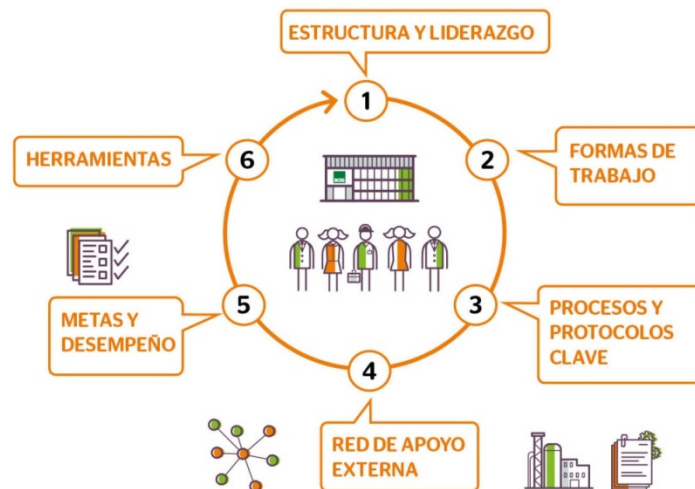 ESTRUCTURA Y LIDERAZGO
1
2
FORMAS DE
TRABAJO
3
PROCESOS Y
PROTOCOLOS
CLAVE
4
RED DE APOYO
EXTERNA
5
METAS Y
DESEMPEÑO
6
HERRAMIENTAS